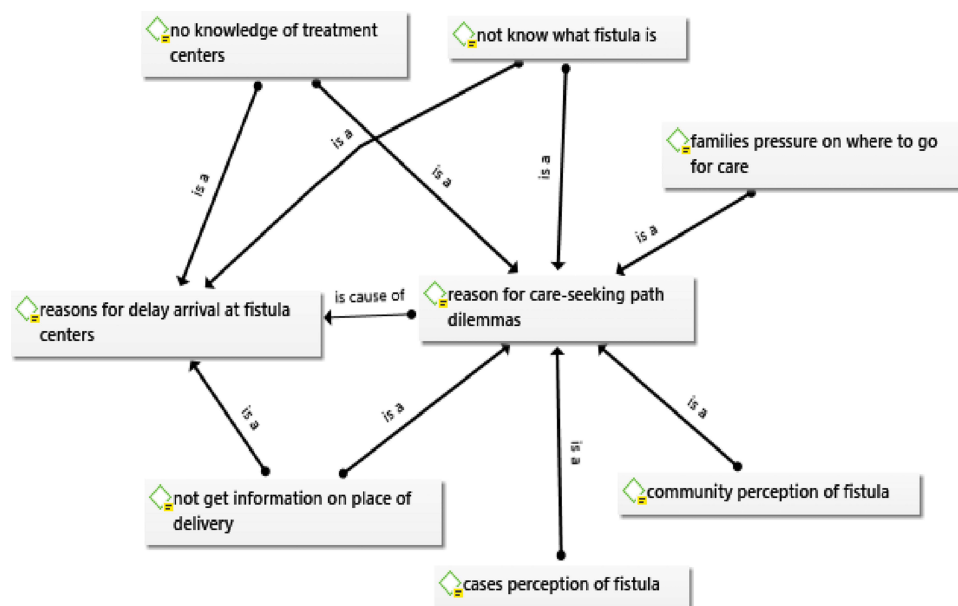 no knowledge of treatment
centers
not know what fistula is
families pressure on where to go
for care
is a
is a
is a
is a
is a
reasons for delay arrival at fistula
centers
is cause of
reason for care-seeking path
dilemmas
is a
is a
is a
is a
not get information on place of
delivery
community perception of fistula
cases perception of fistula